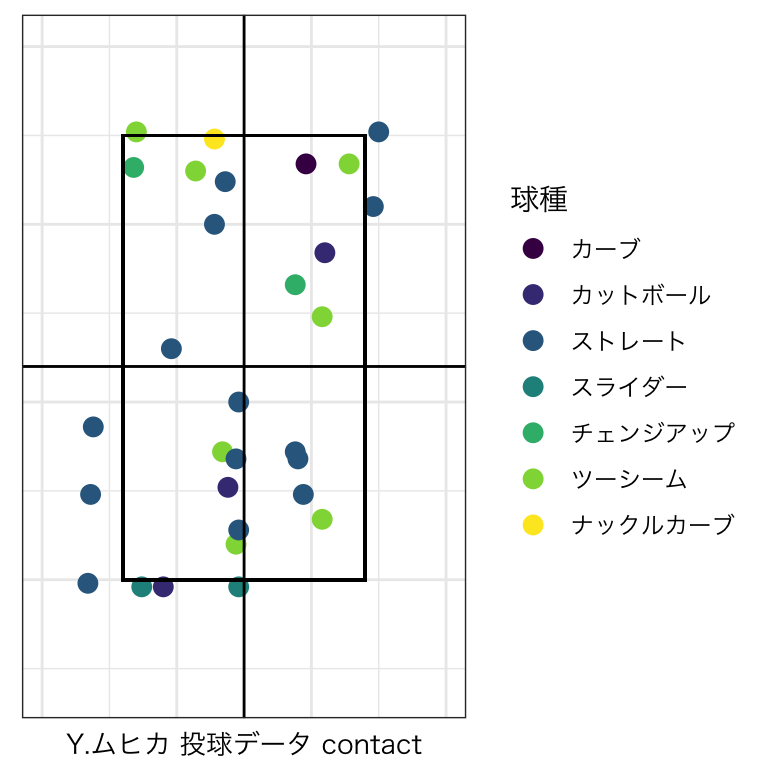 球種
カーブ
カットボール
ストレート
スライダー
チェンジアップ
ツーシーム
ナックルカーブ
Y.ムヒカ 投球データ contact